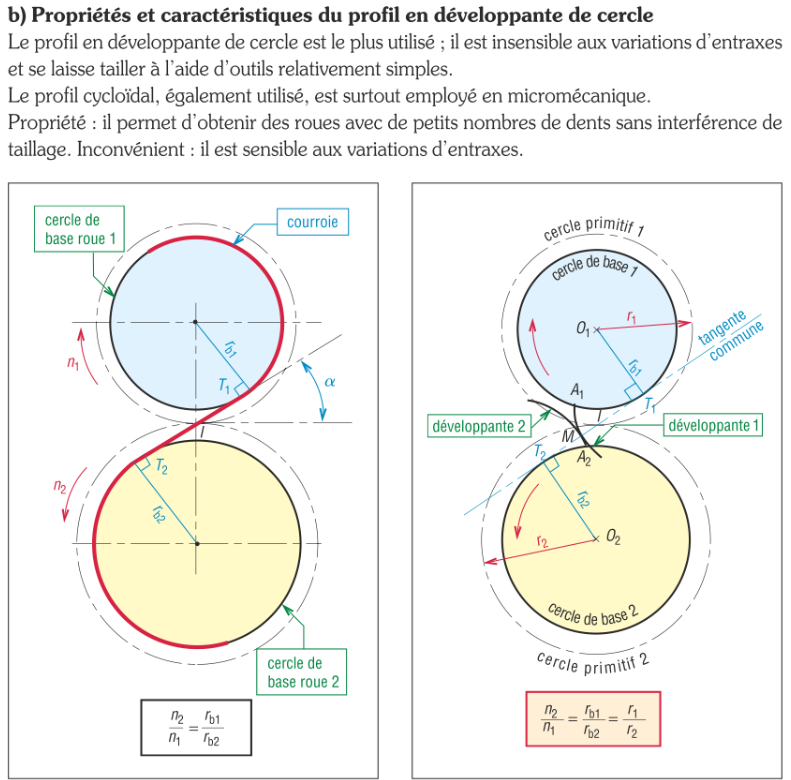 b) Propriétés et caractéristiques du profil en développante de cercle
Le profil en développante de cercle est le plus utilisé ; il est insensible aux variations d'entraxes
et se laisse tailler à l'aide d'outils relativement simples.
Le profil cycloïdal, également utilisé, est surtout employé en micromécanique.
Propriété : il permet d'obtenir des roues avec de petits nombres de dents sans interférence de
taillage. Inconvénient : il est sensible aux variations d'entraxes.
cercle de
base roue 1
courroie
rb1
n1
T1
α
I
T2
n2
rb2
cercle de
base roue 2
n2/n1 = rb1/rb2
cercle primitif 1
cercle de base 1
O1
r1
tangente
commune
rb1
A1
T1
I
développante 2
développante 1
M
T2
A2
rb2
O2
r2
cercle de base 2
cercle primitif 2
n2/n1 = rb1/rb2 = r1/r2